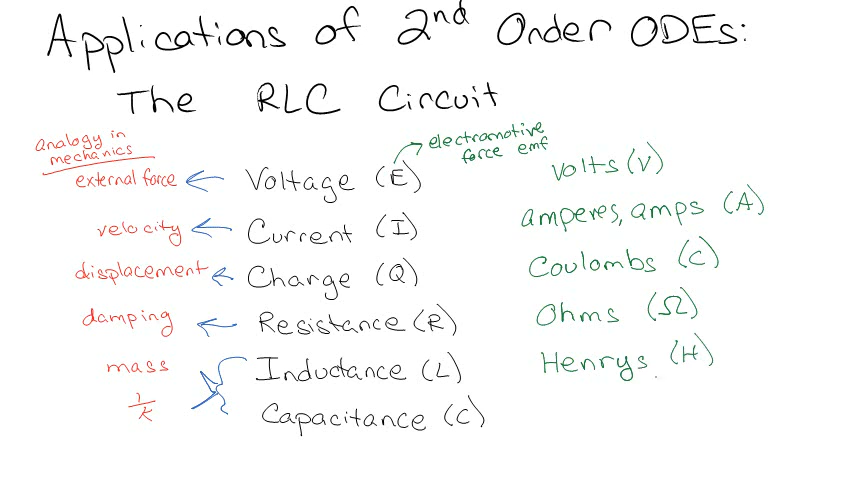 Applications of 2nd Order ODEs:
The RLC Circuit
analogy in
mechanics
electromotive
force emf
external force Voltage (E) Volts (V)
velocity Current (I) amperes, amps (A)
displacement Charge (Q) Coulombs (C)
damping Resistance (R) Ohms (Ω)
mass Inductance (L) Henrys (H)
1/k Capacitance (C)